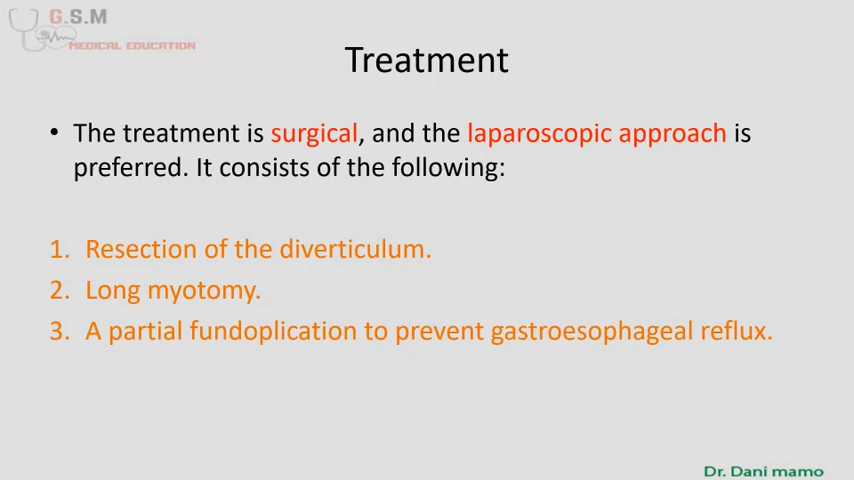 G.S.M
MEDICAL EDUCATION
Treatment
• The treatment is surgical, and the laparoscopic approach is
preferred. It consists of the following:
1. Resection of the diverticulum.
2. Long myotomy.
3. A partial fundoplication to prevent gastroesophageal reflux.
Dr. Dani mamo